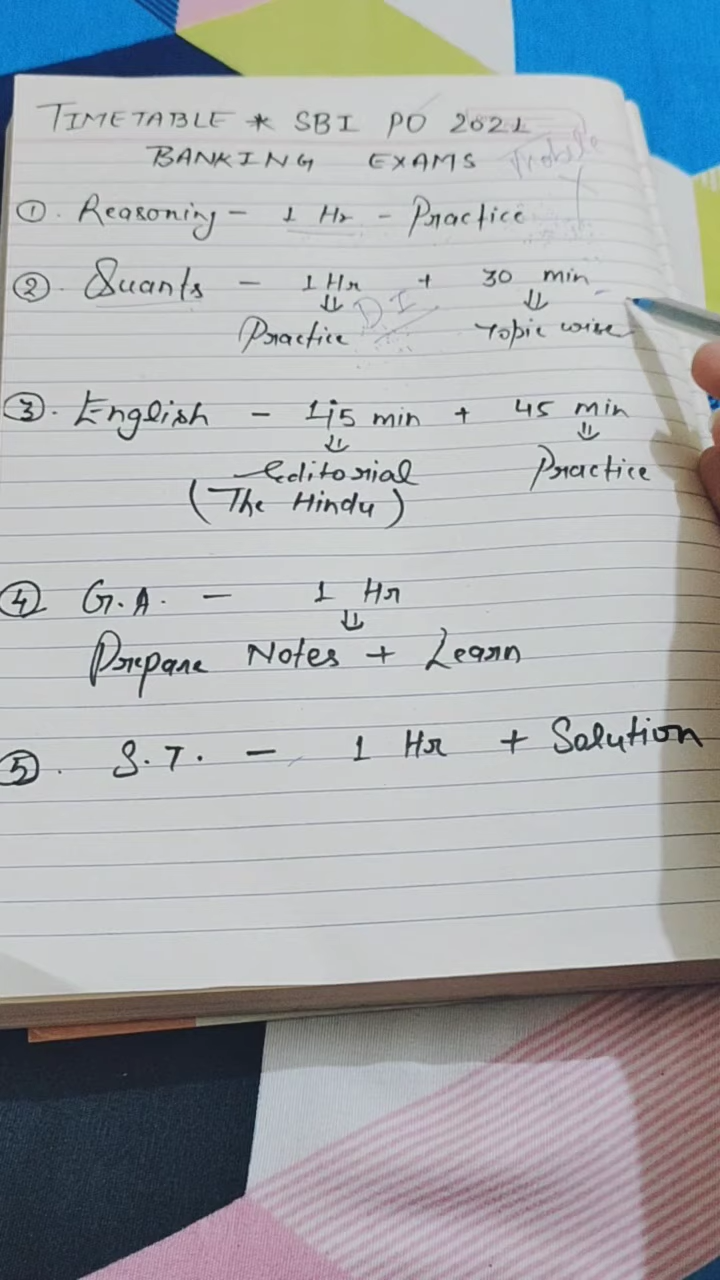 TIMETABLE * SBI PO 2021
BANKING EXAMS
① Reasoning - 1 Hr - Practice
② Quants - 1 Hr + 30 min
⇓ DI ⇓
Practice Topic wise
③ English - 15 min + 45 min
⇓ ⇓
Editorial Practice
(The Hindu)
④ G.A. - 1 Hr
⇓
Prepare Notes + Learn
⑤ S.T. - 1 Hr + Solution